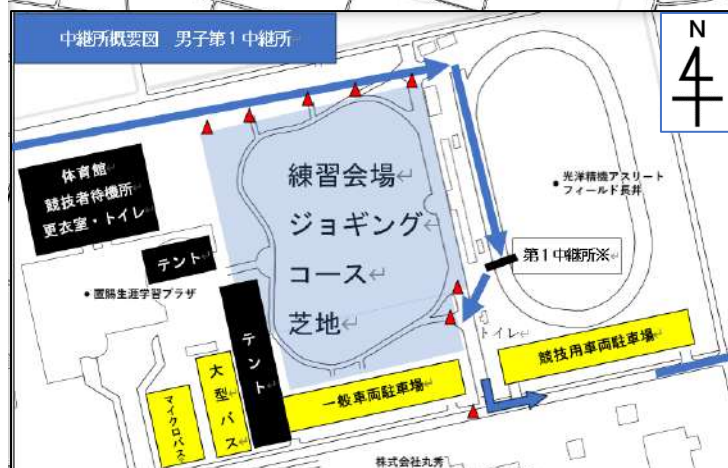 中継所概要図 男子第1中継所
N
体育館
競技者待機所
更衣室・トイレ
練習会場
ジョギング
コース
芝地
光洋精機アスリート
フィールド長井
第1中継所※
テント
置賜生涯学習プラザ
テント
トイレ
競技用車両駐車場
大型バス
マイクロバス
一般車両駐車場
株式会社丸秀